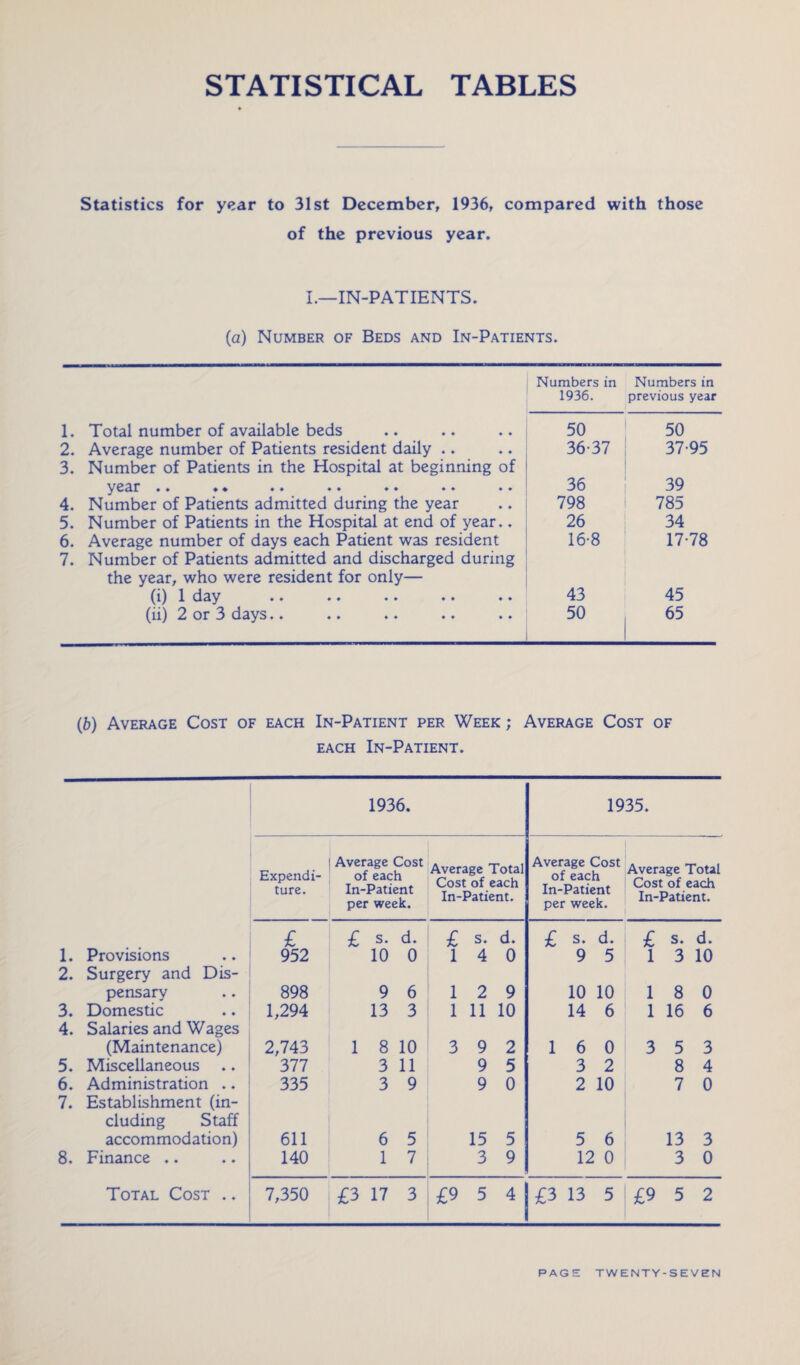 STATISTICAL TABLES
Statistics for year to 31st December, 1936, compared with those
of the previous year.
I.—IN-PATIENTS.
(a) Number of Beds and In-Patients.
Numbers in 1936. Numbers in previous year
1. Total number of available beds .. .. .. 50 50
2. Average number of Patients resident daily .. .. 36·37 37·95
3. Number of Patients in the Hospital at beginning of
year .. .. .. .. .. .. .. 36 39
4. Number of Patients admitted during the year .. 798 785
5. Number of Patients in the Hospital at end of year.. 26 34
6. Average number of days each Patient was resident 16·8 17·78
7. Number of Patients admitted and discharged during
the year, who were resident for only—
(i) 1 day .. .. .. .. .. 43 45
(ii) 2 or 3 days.. .. .. .. .. 50 65
(b) Average Cost of each In-Patient per Week ; Average Cost of
each In-Patient.
1936. 1935.
Expendi-ture. Average Cost of each In-Patient per week. Average Total Cost of each In-Patient. Average Cost of each In-Patient per week. Average Total Cost of each In-Patient.
£ £ s. d. £ s. d. £ s. d. £ s. d.
1. Provisions .. 952 10 0 1 4 0 9 5 1 3 10
2. Surgery and Dis-
pensary .. 898 9 6 1 2 9 10 10 1 8 0
3. Domestic .. 1,294 13 3 1 11 10 14 6 1 16 6
4. Salaries and Wages
(Maintenance) 2,743 1 8 10 3 9 2 1 6 0 3 5 3
5. Miscellaneous .. 377 3 11 9 5 3 2 8 4
6. Administration .. 335 3 9 9 0 2 10 7 0
7. Establishment (in-
cluding Staff
accommodation) 611 6 5 15 5 5 6 13 3
8. Finance .. .. 140 1 7 3 9 12 0 3 0
Total Cost .. 7,350 £3 17 3 £9 5 4 £3 13 5 £9 5 2
PAGE TWENTY-SEVEN